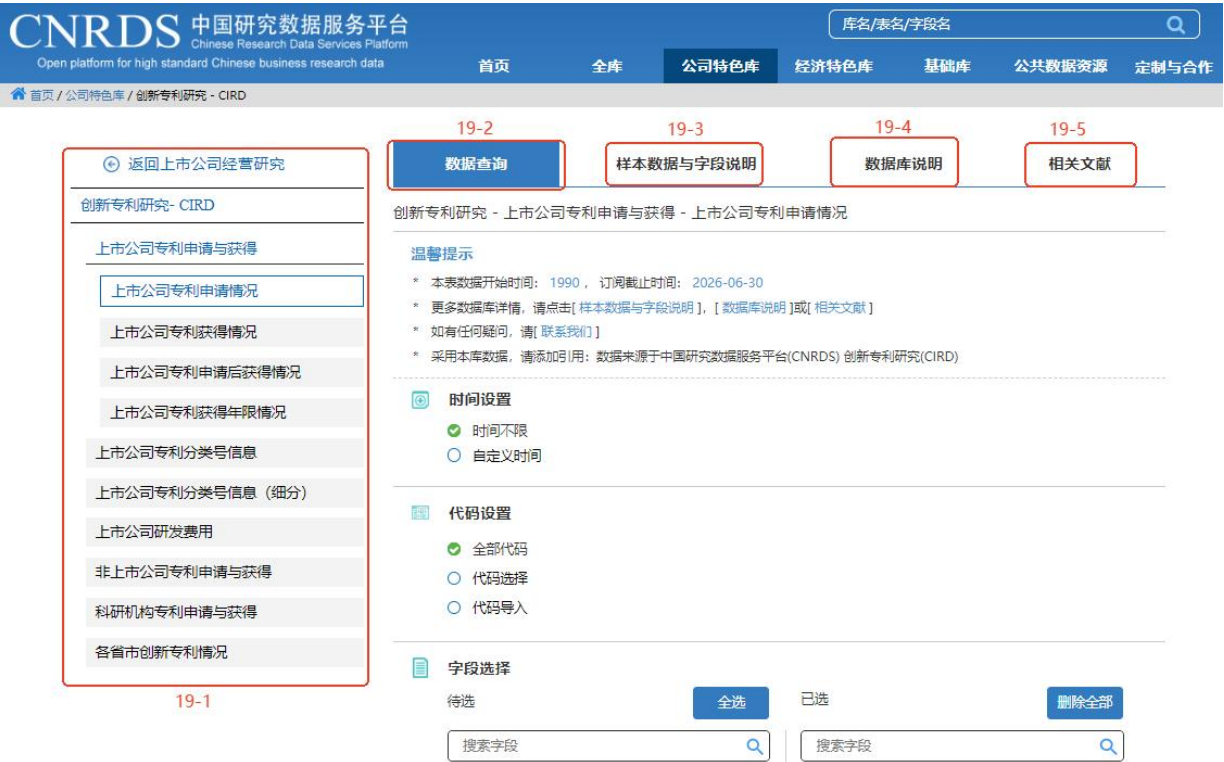 CNRDS 中国研究数据服务平台
Chinese Research Data Services Platform
Open platform for high standard Chinese business research data
库名/表名/字段名
首页 全库 公司特色库 经济特色库 基础库 公共数据资源 定制与合作
首页 / 公司特色库 / 创新专利研究 - CIRD
19-2 19-3 19-4 19-5
数据查询 样本数据与字段说明 数据库说明 相关文献
返回上市公司经营研究
创新专利研究- CIRD
上市公司专利申请与获得
上市公司专利申请情况
上市公司专利获得情况
上市公司专利申请后获得情况
上市公司专利获得年限情况
上市公司专利分类号信息
上市公司专利分类号信息（细分）
上市公司研发费用
非上市公司专利申请与获得
科研机构专利申请与获得
各省市创新专利情况
19-1
创新专利研究 - 上市公司专利申请与获得 - 上市公司专利申请情况
温馨提示
* 本表数据开始时间： 1990 ， 订阅截止时间： 2026-06-30
* 更多数据库详情，请点击[ 样本数据与字段说明 ]，[ 数据库说明 ]或[ 相关文献 ]
* 如有任何疑问，请[ 联系我们 ]
* 采用本库数据，请添加引用：数据来源于中国研究数据服务平台(CNRDS) 创新专利研究(CIRD)
时间设置
时间不限
自定义时间
代码设置
全部代码
代码选择
代码导入
字段选择
待选 全选 已选 删除全部
搜索字段 搜索字段